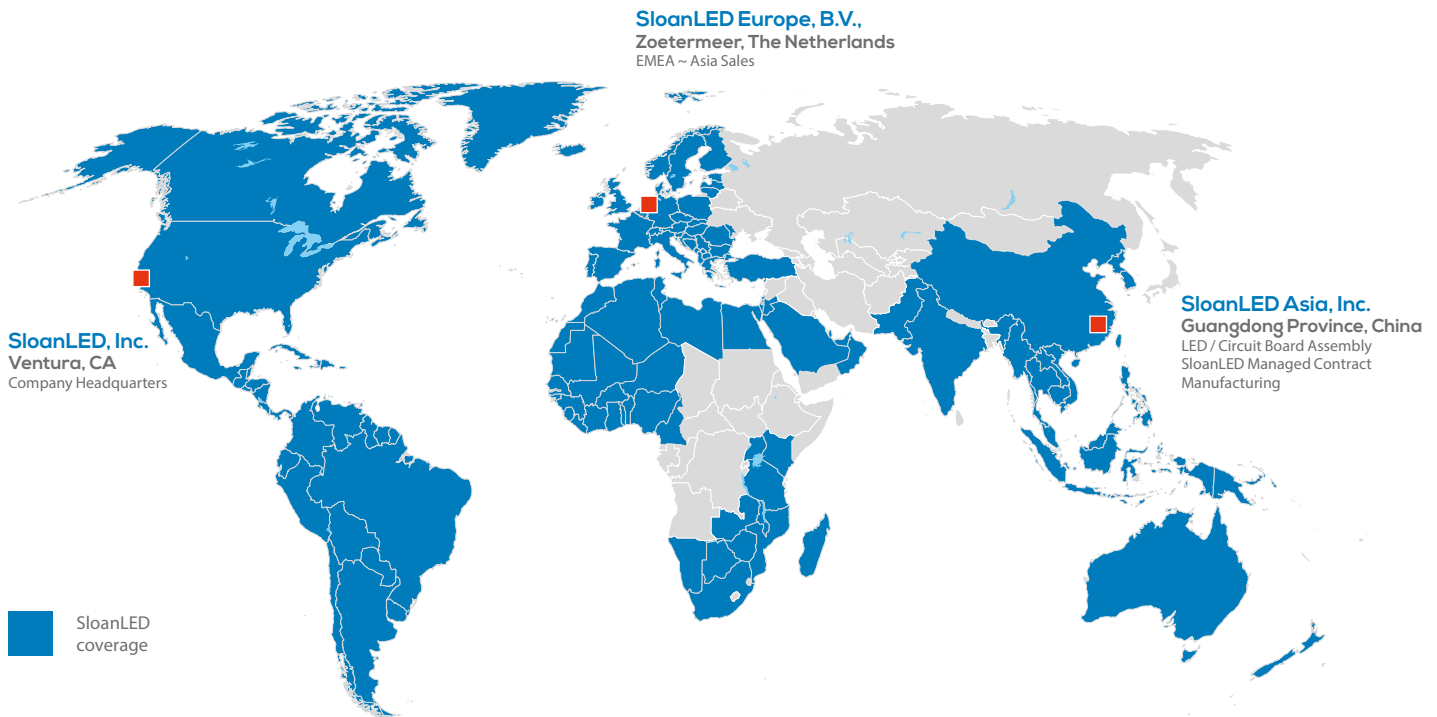 SloanLED Europe, B.V.,
Zoetermeer, The Netherlands
EMEA ~ Asia Sales
SloanLED, Inc.
Ventura, CA
Company Headquarters
SloanLED Asia, Inc.
Guangdong Province, China
LED / Circuit Board Assembly
SloanLED Managed Contract
Manufacturing
SloanLED
coverage